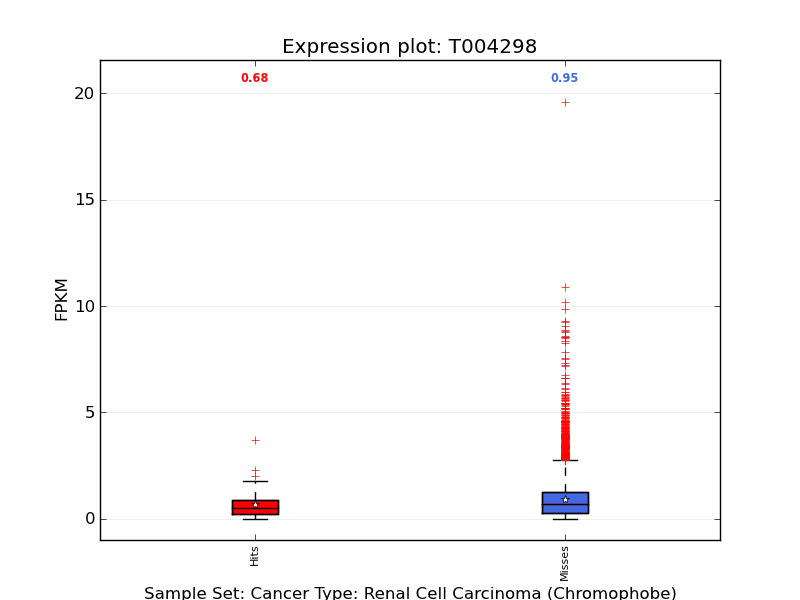 Expression plot: T004298
0.68
0.95
20
15
10
5
0
FPKM
Hits
Misses
Sample Set: Cancer Type: Renal Cell Carcinoma (Chromophobe)